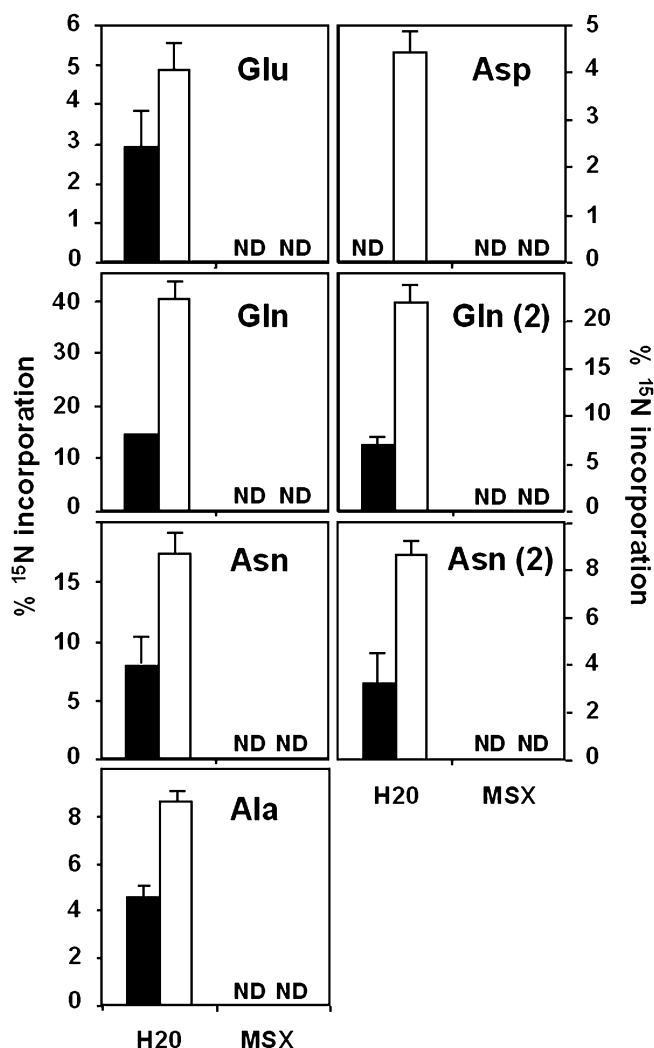 6
5
4
3
2
1
0
Glu
ND ND
Asp
ND
ND ND
5
4
3
2
1
0
40
30
20
10
0
Gln
ND ND
Gln (2)
ND ND
20
15
10
5
0
15
10
5
0
Asn
ND ND
Asn (2)
ND ND
8
6
4
2
0
8
6
4
2
0
Ala
ND ND
H20 MSX
H20 MSX
% ¹⁵N incorporation
% ¹⁵N incorporation